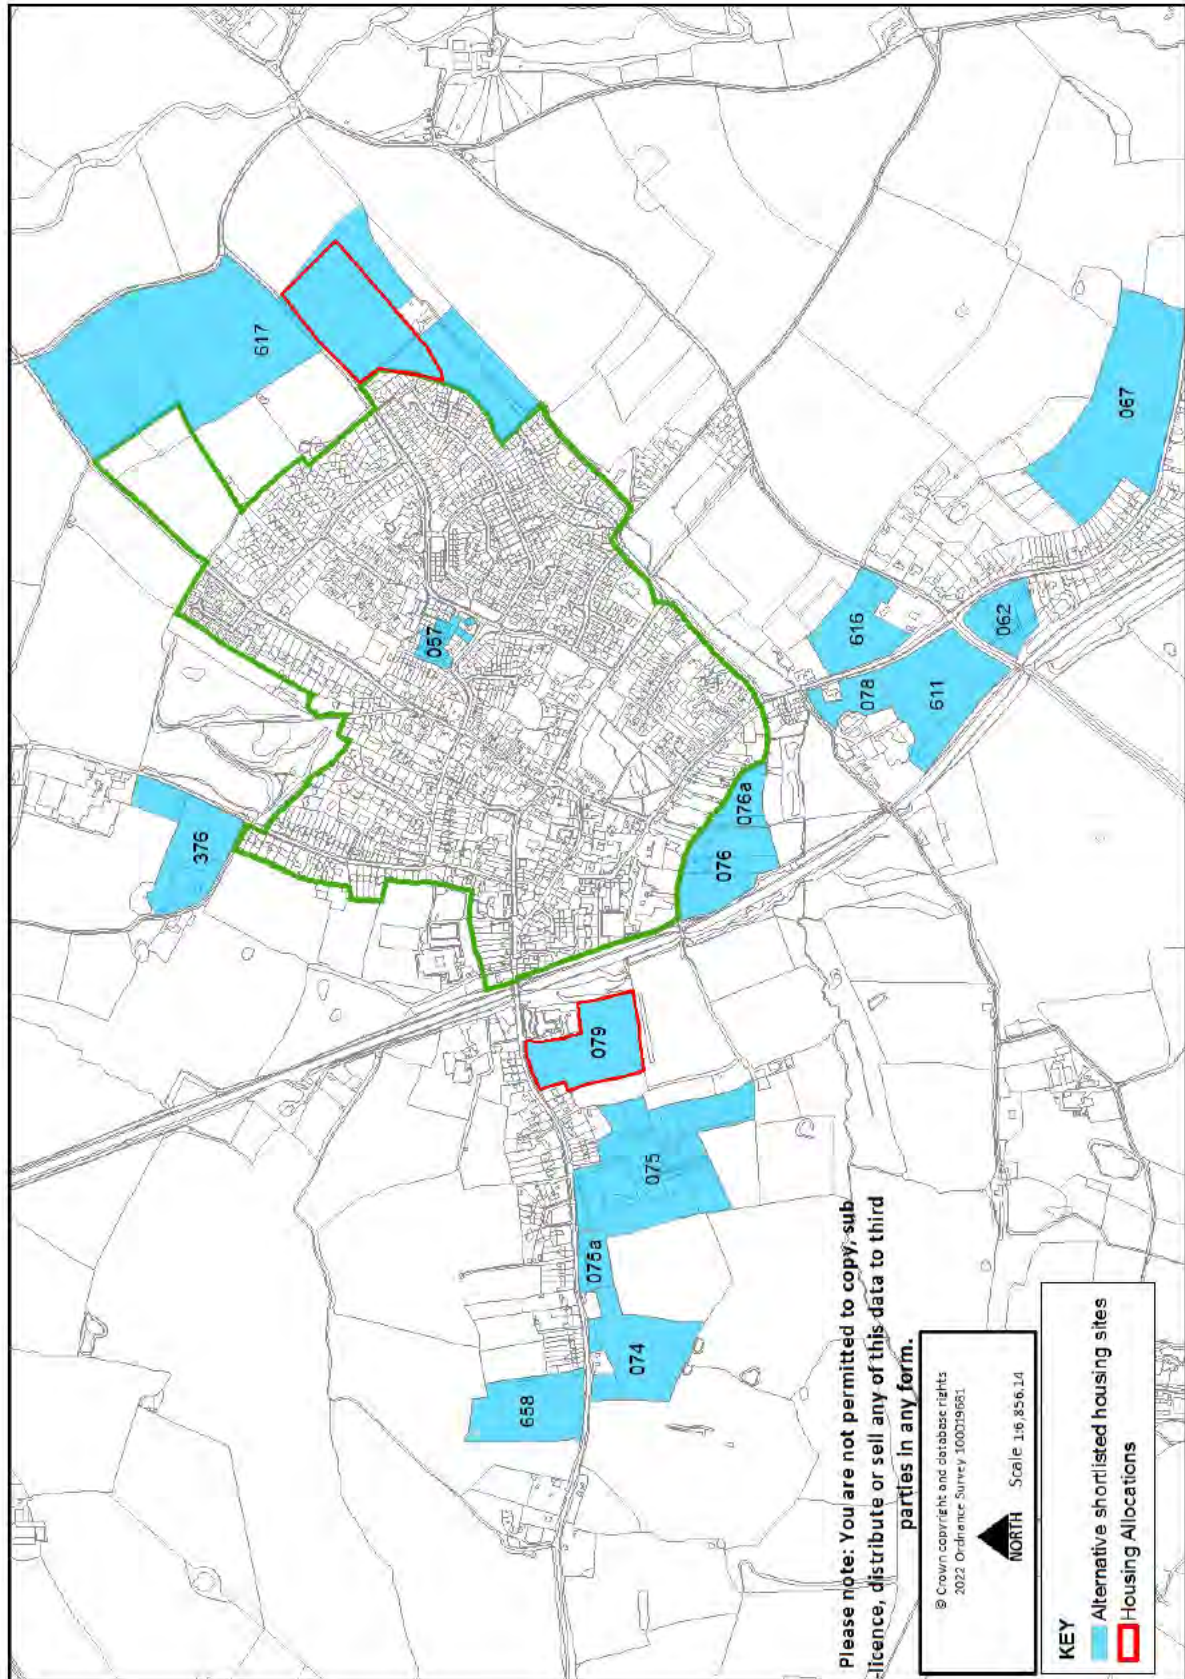 617
057
376
067
616
062
078
611
076a
076
079
075
075a
074
658
Please note: You are not permitted to copy, sub
-licence, distribute or sell any of this data to third
parties in any form.
© Crown copyright and database rights
2022 Ordnance Survey 100019681
NORTH Scale 1:6,856.14
KEY
Alternative shortlisted housing sites
Housing Allocations